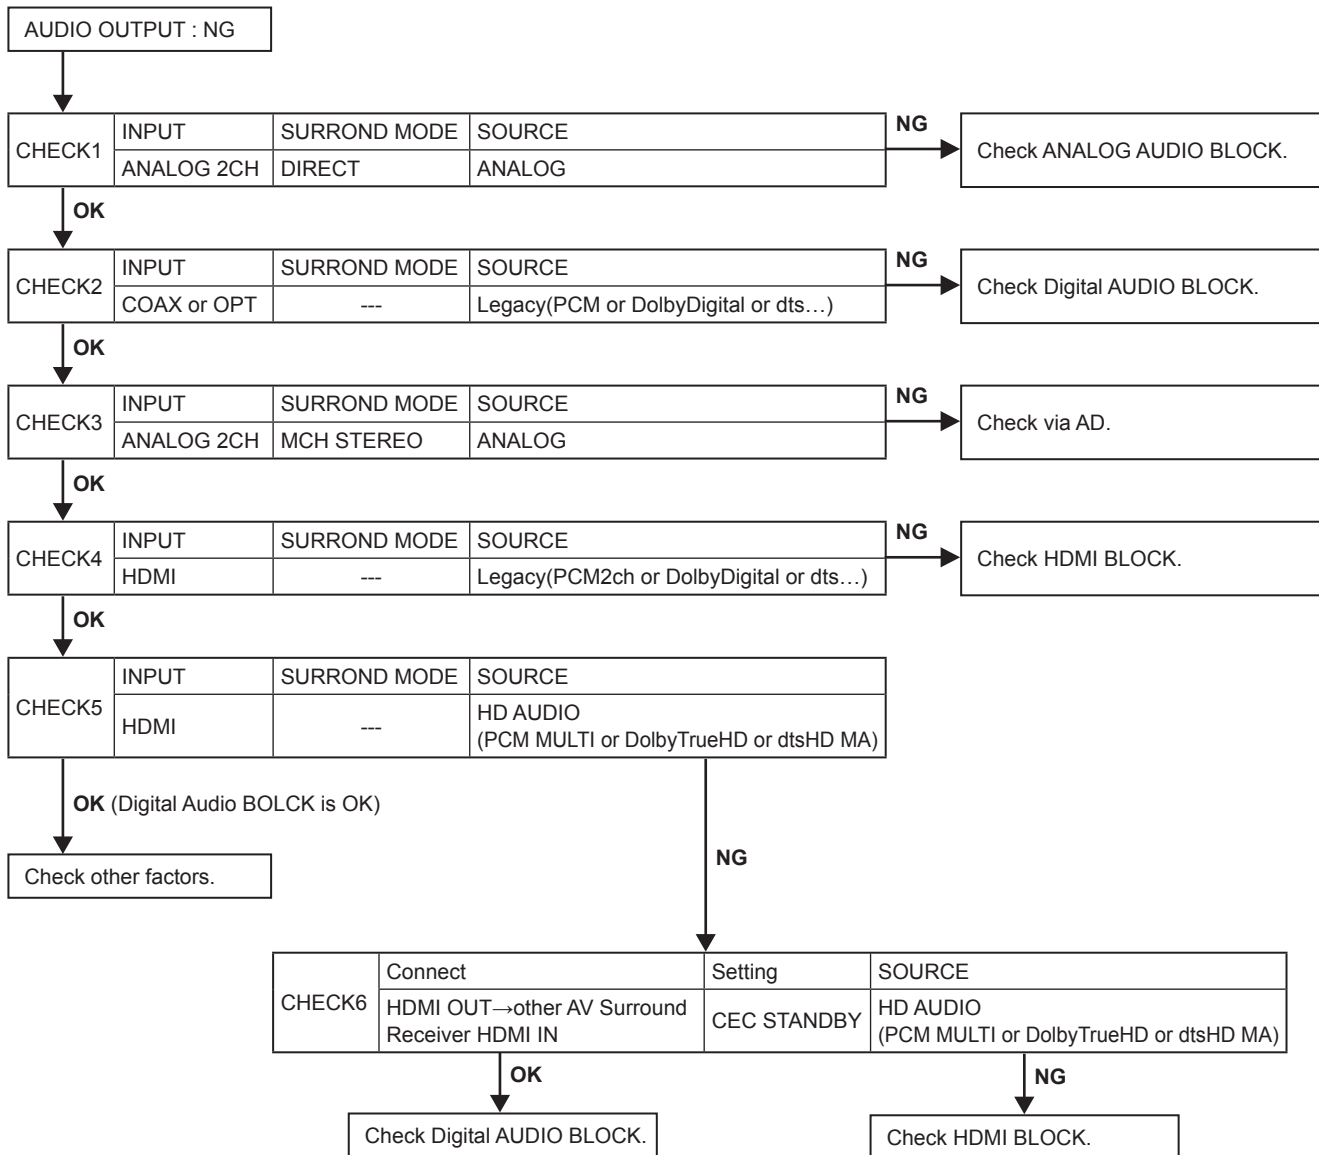 AUDIO OUTPUT : NG
CHECK1
INPUT
SURROND MODE
SOURCE
ANALOG 2CH
DIRECT
ANALOG
NG
Check ANALOG AUDIO BLOCK.
OK
CHECK2
INPUT
SURROND MODE
SOURCE
COAX or OPT
---
Legacy(PCM or DolbyDigital or dts…)
NG
Check Digital AUDIO BLOCK.
OK
CHECK3
INPUT
SURROND MODE
SOURCE
ANALOG 2CH
MCH STEREO
ANALOG
NG
Check via AD.
OK
CHECK4
INPUT
SURROND MODE
SOURCE
HDMI
---
Legacy(PCM2ch or DolbyDigital or dts…)
NG
Check HDMI BLOCK.
OK
CHECK5
INPUT
SURROND MODE
SOURCE
HDMI
---
HD AUDIO
(PCM MULTI or DolbyTrueHD or dtsHD MA)
OK (Digital Audio BOLCK is OK)
Check other factors.
NG
CHECK6
Connect
Setting
SOURCE
HDMI OUT→other AV Surround
Receiver HDMI IN
CEC STANDBY
HD AUDIO
(PCM MULTI or DolbyTrueHD or dtsHD MA)
OK
NG
Check Digital AUDIO BLOCK.
Check HDMI BLOCK.